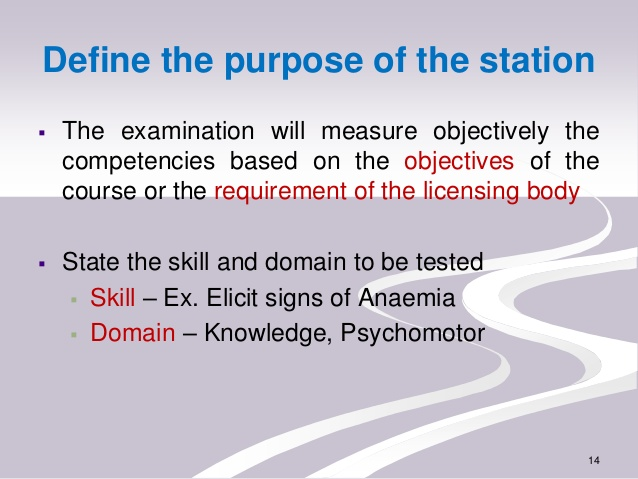 Define the purpose of the station
▪ The examination will measure objectively the
competencies based on the objectives of the
course or the requirement of the licensing body
▪ State the skill and domain to be tested
▪ Skill – Ex. Elicit signs of Anaemia
▪ Domain – Knowledge, Psychomotor
14